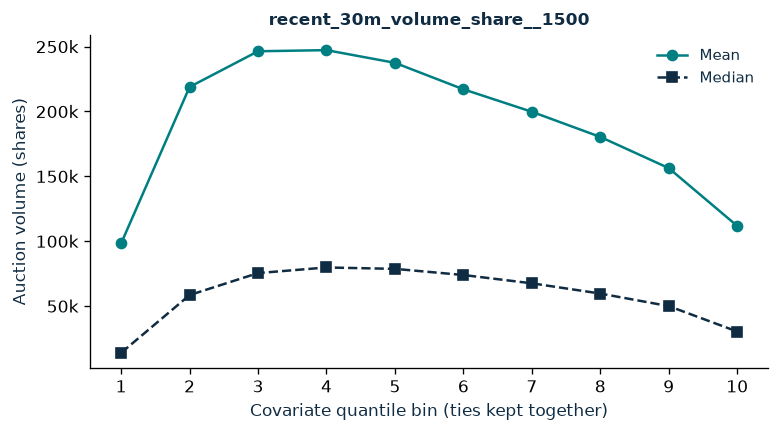 recent_30m_volume_share__1500
250k
200k
150k
100k
50k
Auction volume (shares)
Mean
Median
1 2 3 4 5 6 7 8 9 10
Covariate quantile bin (ties kept together)